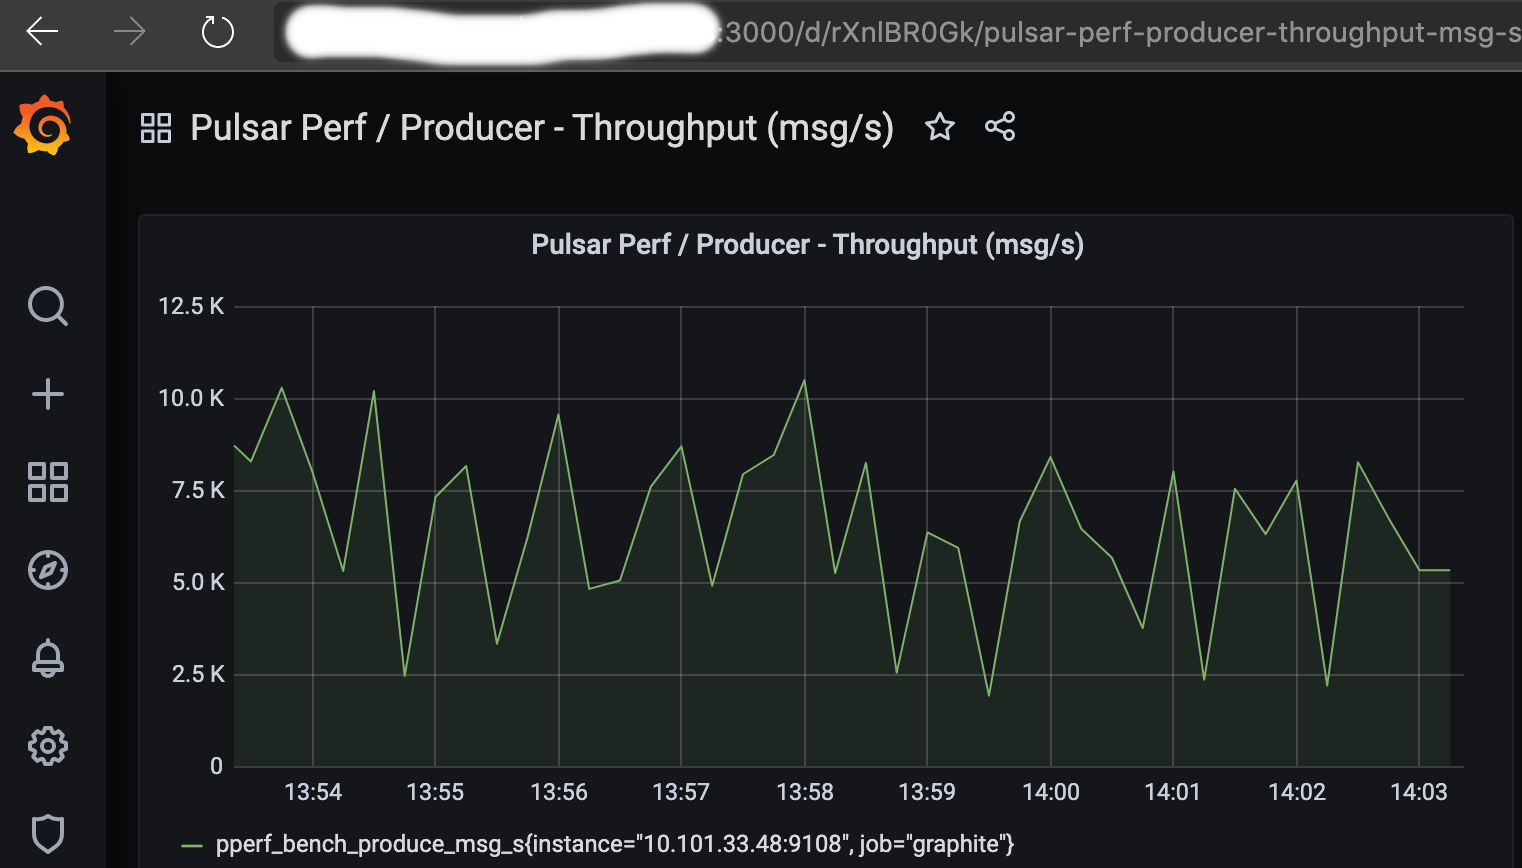 :3000/d/rXnlBR0Gk/pulsar-perf-producer-throughput-msg-s
Pulsar Perf / Producer - Throughput (msg/s)
Pulsar Perf / Producer - Throughput (msg/s)
12.5 K
10.0 K
7.5 K
5.0 K
2.5 K
0
13:54 13:55 13:56 13:57 13:58 13:59 14:00 14:01 14:02 14:03
pperf_bench_produce_msg_s{instance="10.101.33.48:9108", job="graphite"}